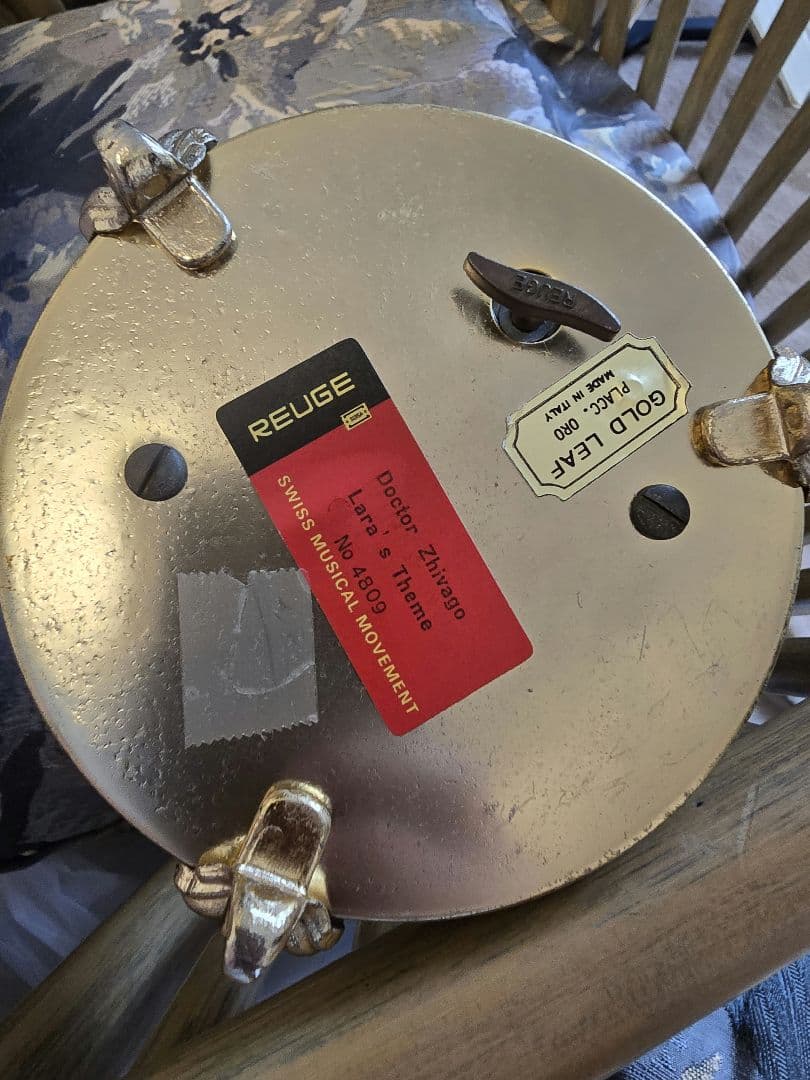 REUGE
REUGE
Doctor Zhivago
Lara's Theme
No 4809
SWISS MUSICAL MOVEMENT
GOLD LEAF
PLACC. ORO
MADE IN ITALY